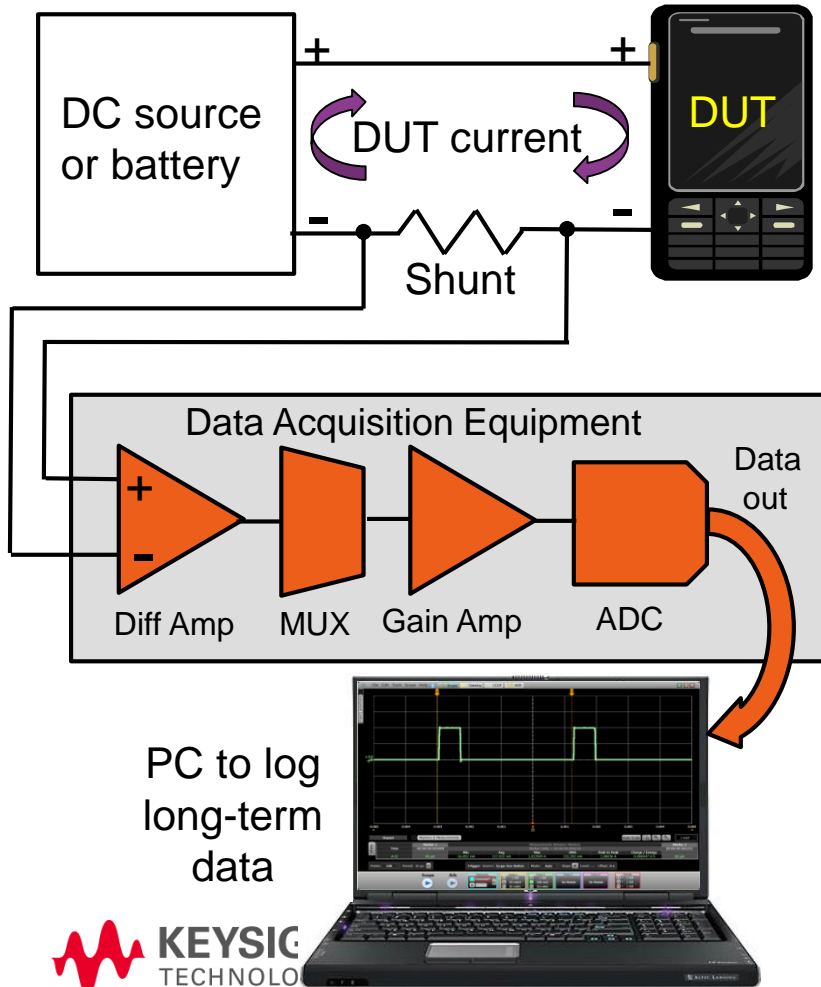 + +
DC source
or battery
DUT current
DUT
- -
Shunt
Data Acquisition Equipment
Data
out
+
-
Diff Amp
MUX
Gain Amp
ADC
PC to log
long-term
data
KEYSIG
TECHNOLO